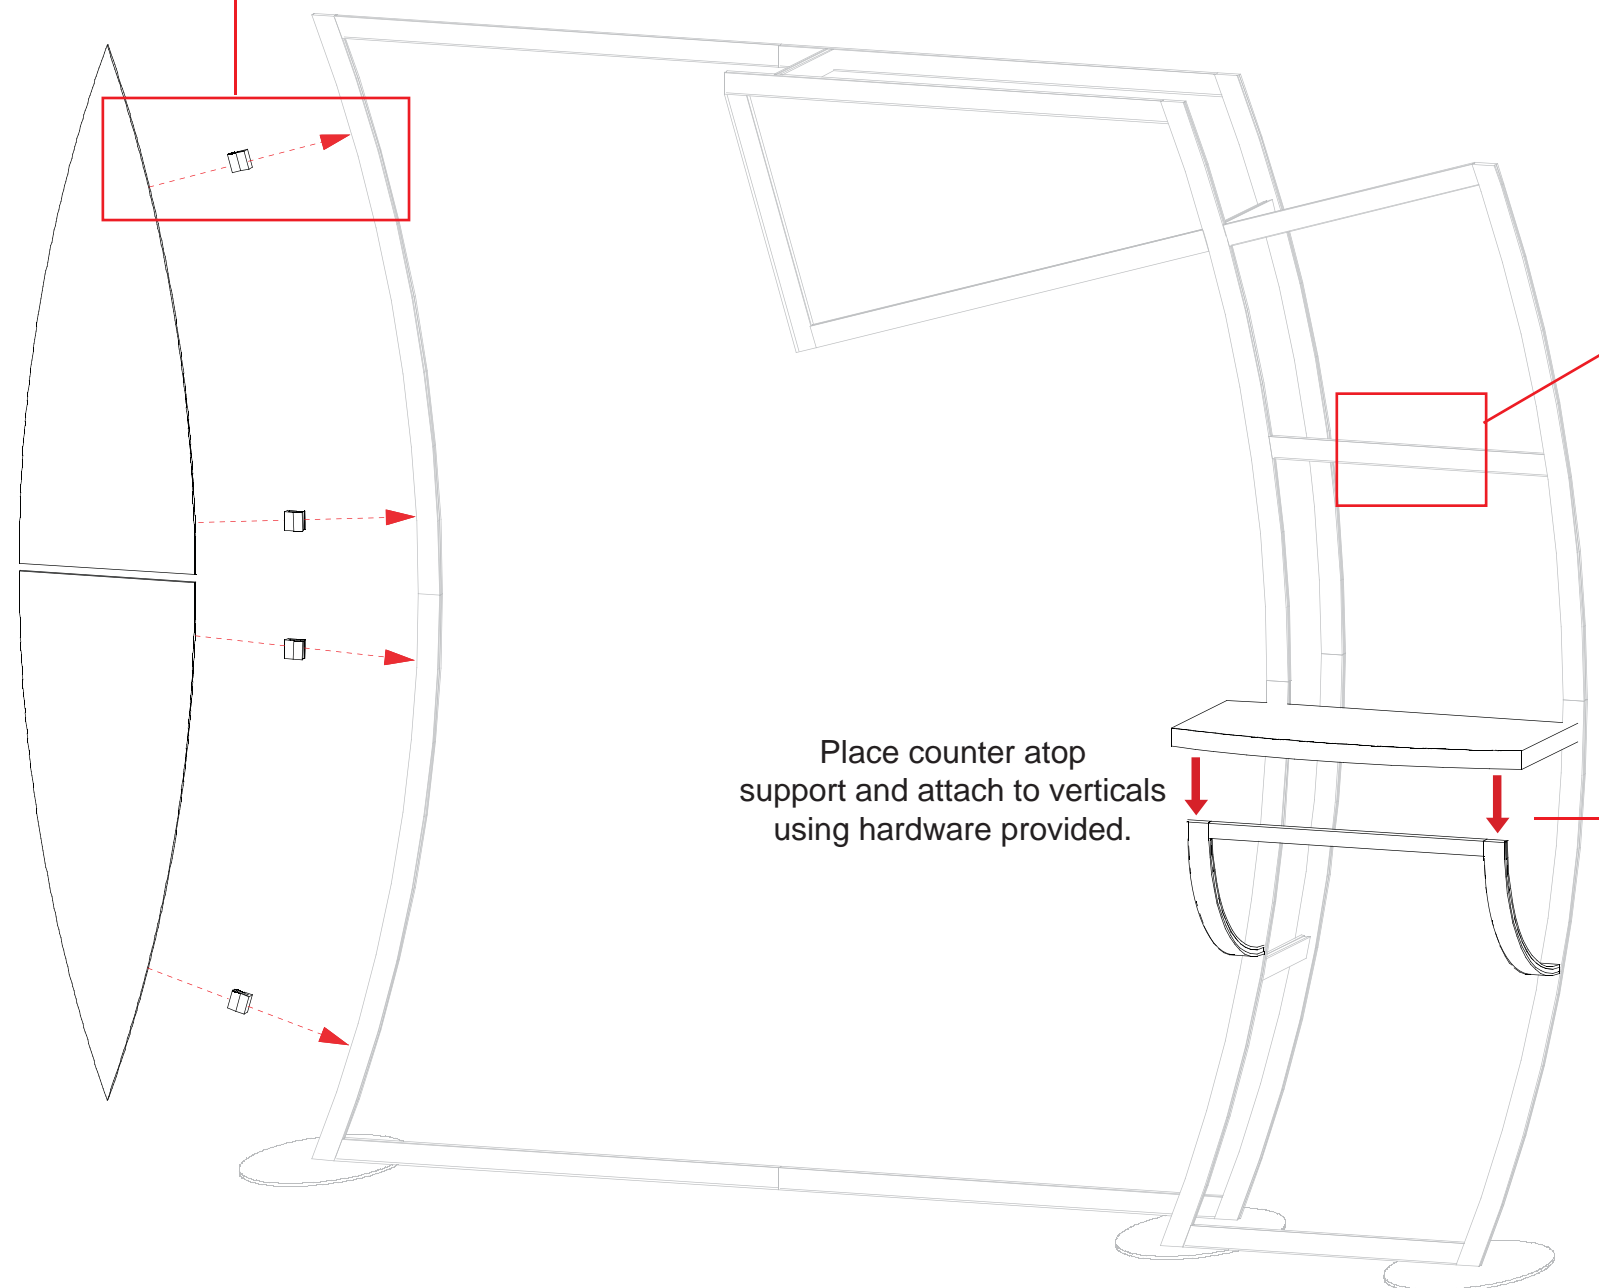 Place counter atop
support and attach to verticals
using hardware provided.